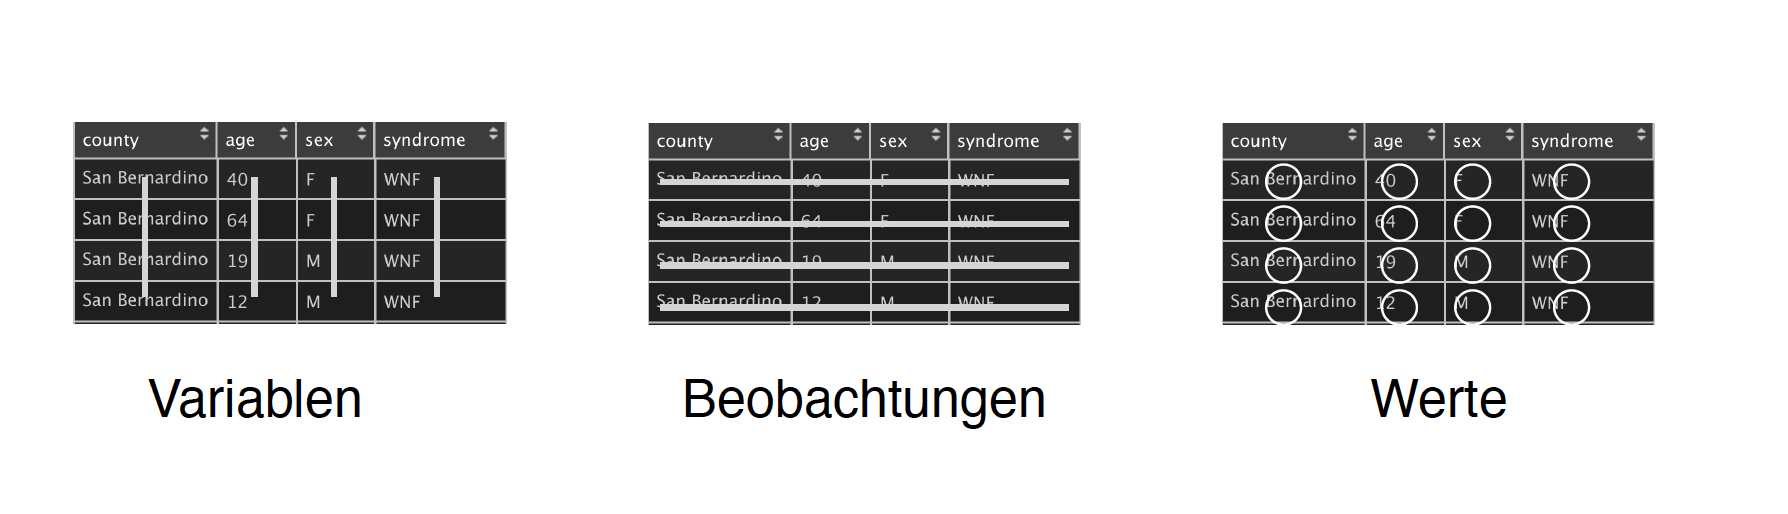 county age sex syndrome
San Bernardino 40 F WNF
San Bernardino 64 F WNF
San Bernardino 19 M WNF
San Bernardino 12 M WNF
Variablen
county age sex syndrome
San Bernardino 40 F WNF
San Bernardino 64 F WNF
San Bernardino 19 M WNF
San Bernardino 12 M WNF
Beobachtungen
county age sex syndrome
San Bernardino 40 F WNF
San Bernardino 64 F WNF
San Bernardino 19 M WNF
San Bernardino 12 M WNF
Werte